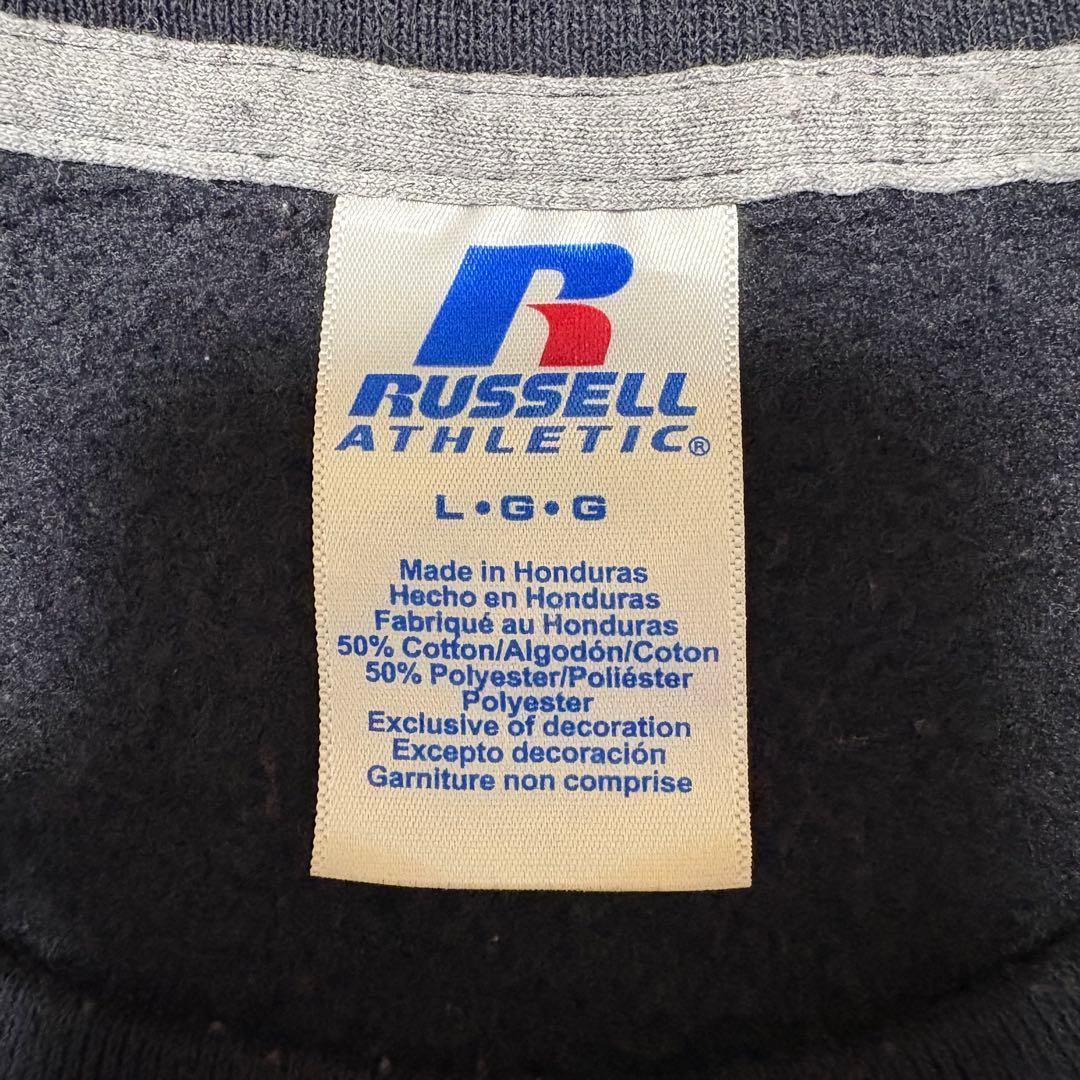 R
RUSSELL
ATHLETIC®
L•G•G
Made in Honduras
Hecho en Honduras
Fabriqué au Honduras
50% Cotton/Algodón/Coton
50% Polyester/Poliéster
Polyester
Exclusive of decoration
Excepto decoración
Garniture non comprise